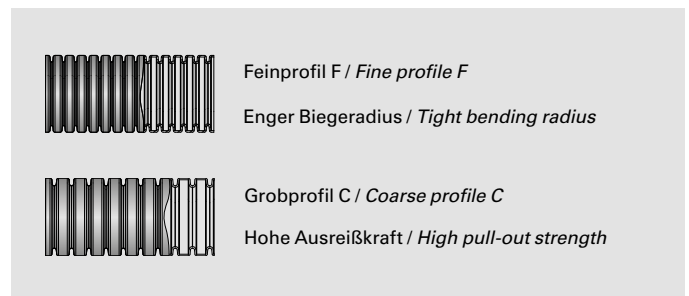 Feinprofil F / Fine profile F
Enger Biegeradius / Tight bending radius
Grobprofil C / Coarse profile C
Hohe Ausreißkraft / High pull-out strength